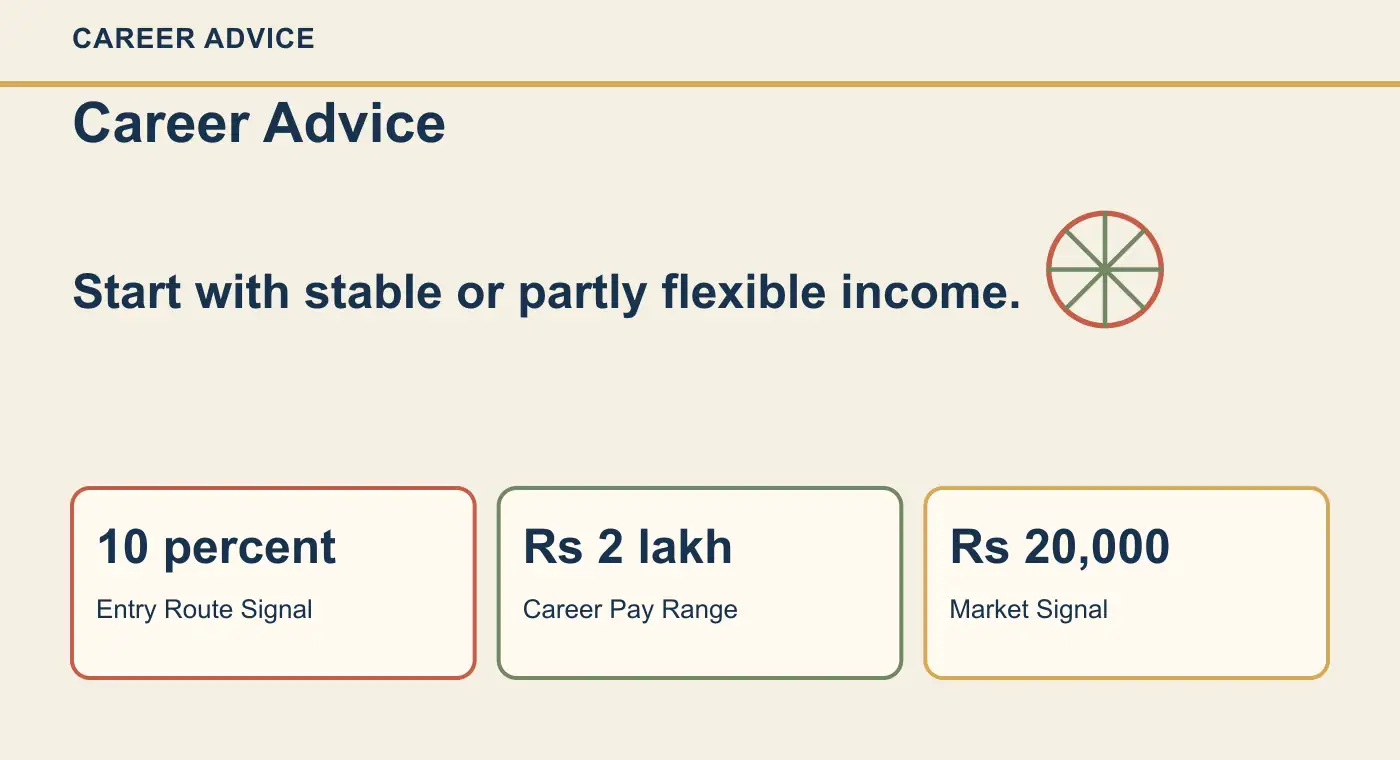 CAREER ADVICE
Career Advice
Start with stable or partly flexible income.
10 percent
Entry Route Signal
Rs 2 lakh
Career Pay Range
Rs 20,000
Market Signal